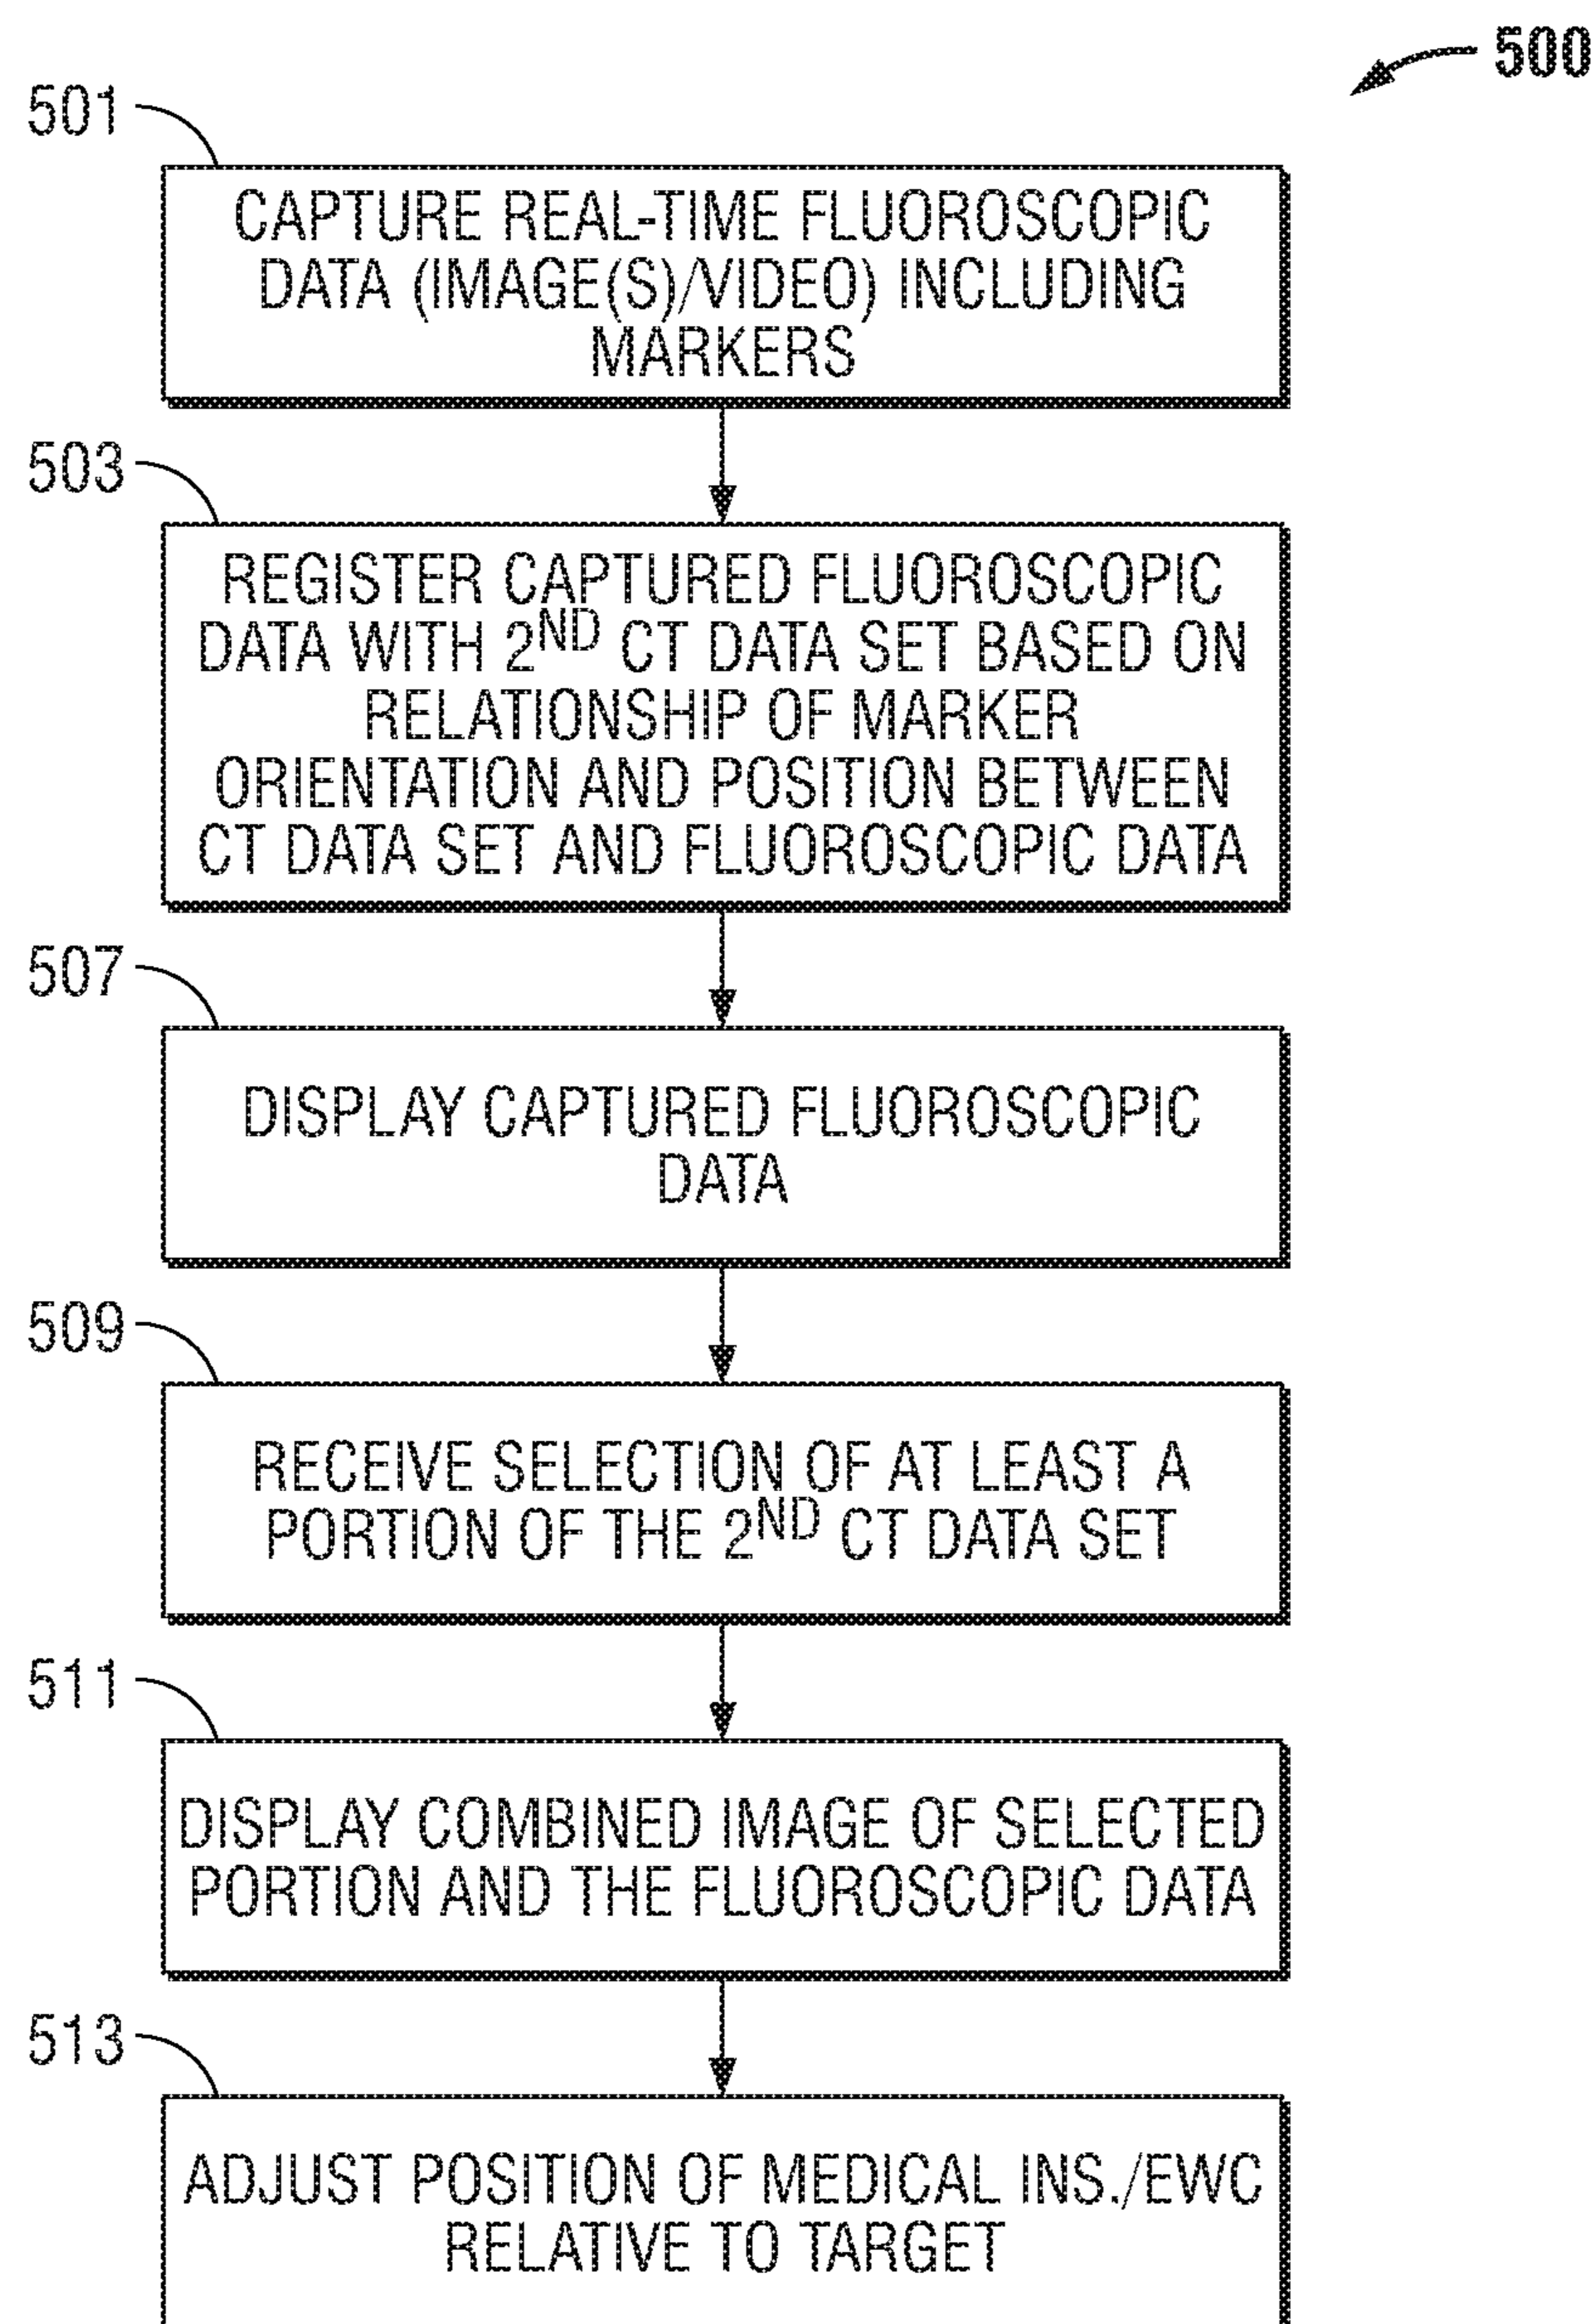 500
501
CAPTURE REAL-TIME FLUOROSCOPIC
DATA (IMAGE(S)/VIDEO) INCLUDING
MARKERS
503
REGISTER CAPTURED FLUOROSCOPIC
DATA WITH 2ND CT DATA SET BASED ON
RELATIONSHIP OF MARKER
ORIENTATION AND POSITION BETWEEN
CT DATA SET AND FLUOROSCOPIC DATA
507
DISPLAY CAPTURED FLUOROSCOPIC
DATA
509
RECEIVE SELECTION OF AT LEAST A
PORTION OF THE 2ND CT DATA SET
511
DISPLAY COMBINED IMAGE OF SELECTED
PORTION AND THE FLUOROSCOPIC DATA
513
ADJUST POSITION OF MEDICAL INS./EWC
RELATIVE TO TARGET